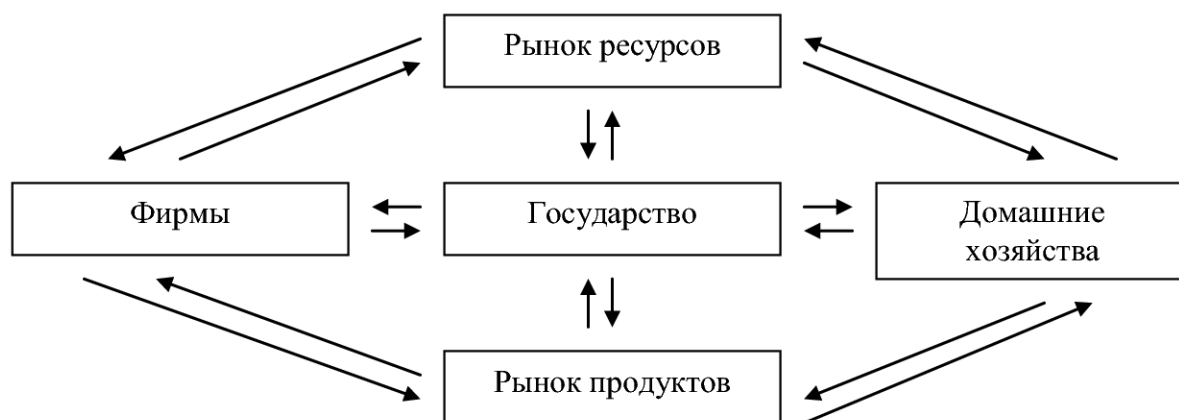 Рынок ресурсов
Фирмы
Государство
Домашние
хозяйства
Рынок продуктов